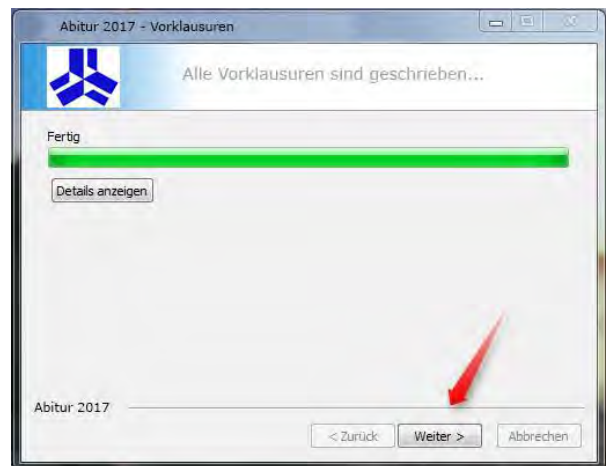 Abitur 2017 - Vorklausuren
Alle Vorklausuren sind geschrieben...
Fertig
Details anzeigen
Abitur 2017
< Zurück Weiter > Abbrechen